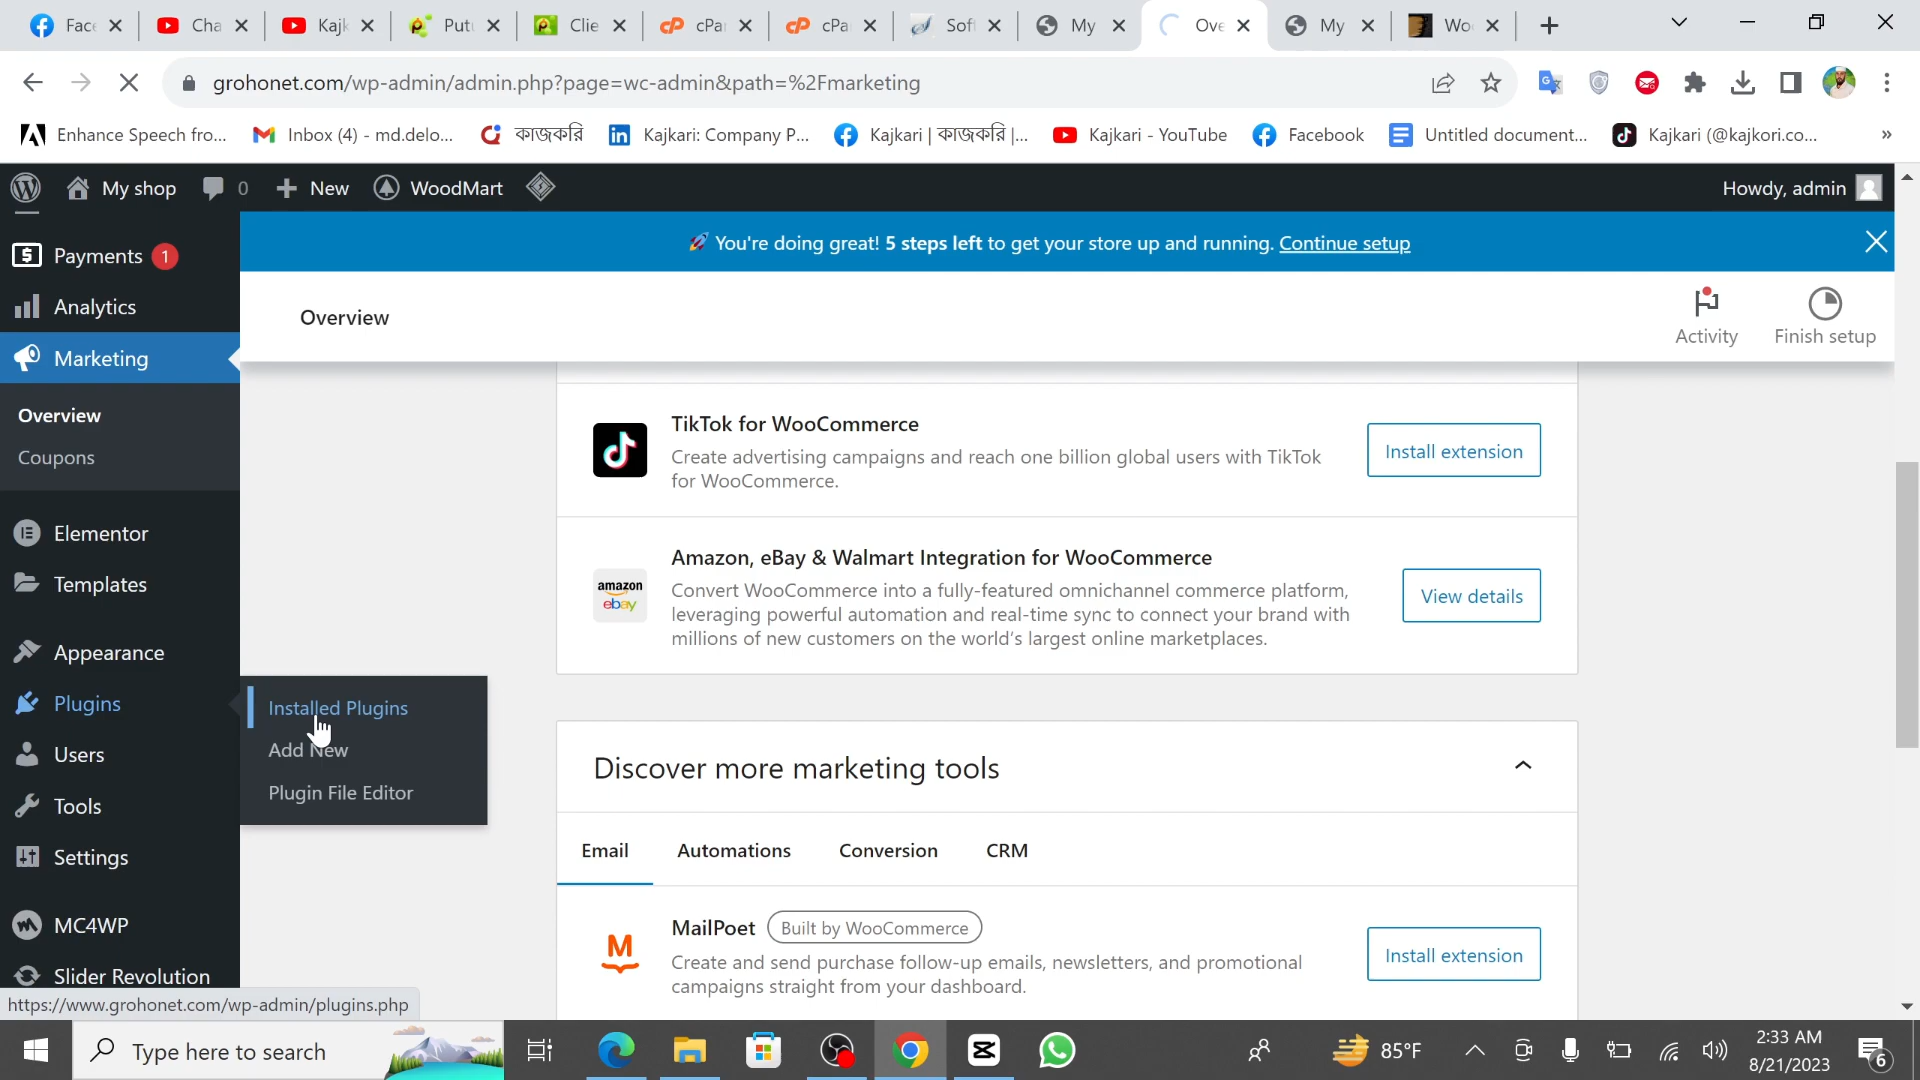 Face
Cha
Kajk
Putu
Clie
cPan
cPa
Soft
My
Ove
My
Wo
grohonet.com/wp-admin/admin.php?page=wc-admin&path=%2Fmarketing
Enhance Speech fro...
Inbox (4) - md.delo...
কাজকরি
Kajkari: Company P...
Kajkari | কাজকরি |...
Kajkari - YouTube
Facebook
Untitled document...
Kajkari (@kajkori.co...
»
My shop
0
New
WoodMart
Howdy, admin
Payments 1
Analytics
Marketing
Overview
Coupons
Elementor
Templates
Appearance
Plugins
Users
Tools
Settings
MC4WP
Slider Revolution
Installed Plugins
Add New
Plugin File Editor
https://www.grohonet.com/wp-admin/plugins.php
🚀 You're doing great! 5 steps left to get your store up and running. Continue setup
Overview
Activity
Finish setup
TikTok for WooCommerce
Create advertising campaigns and reach one billion global users with TikTok
for WooCommerce.
Install extension
amazon
ebay
Amazon, eBay & Walmart Integration for WooCommerce
Convert WooCommerce into a fully-featured omnichannel commerce platform,
leveraging powerful automation and real-time sync to connect your brand with
millions of new customers on the world's largest online marketplaces.
View details
Discover more marketing tools
Email
Automations
Conversion
CRM
MailPoet
Built by WooCommerce
Create and send purchase follow-up emails, newsletters, and promotional
campaigns straight from your dashboard.
Install extension
Type here to search
85°F
2:33 AM
8/21/2023
6